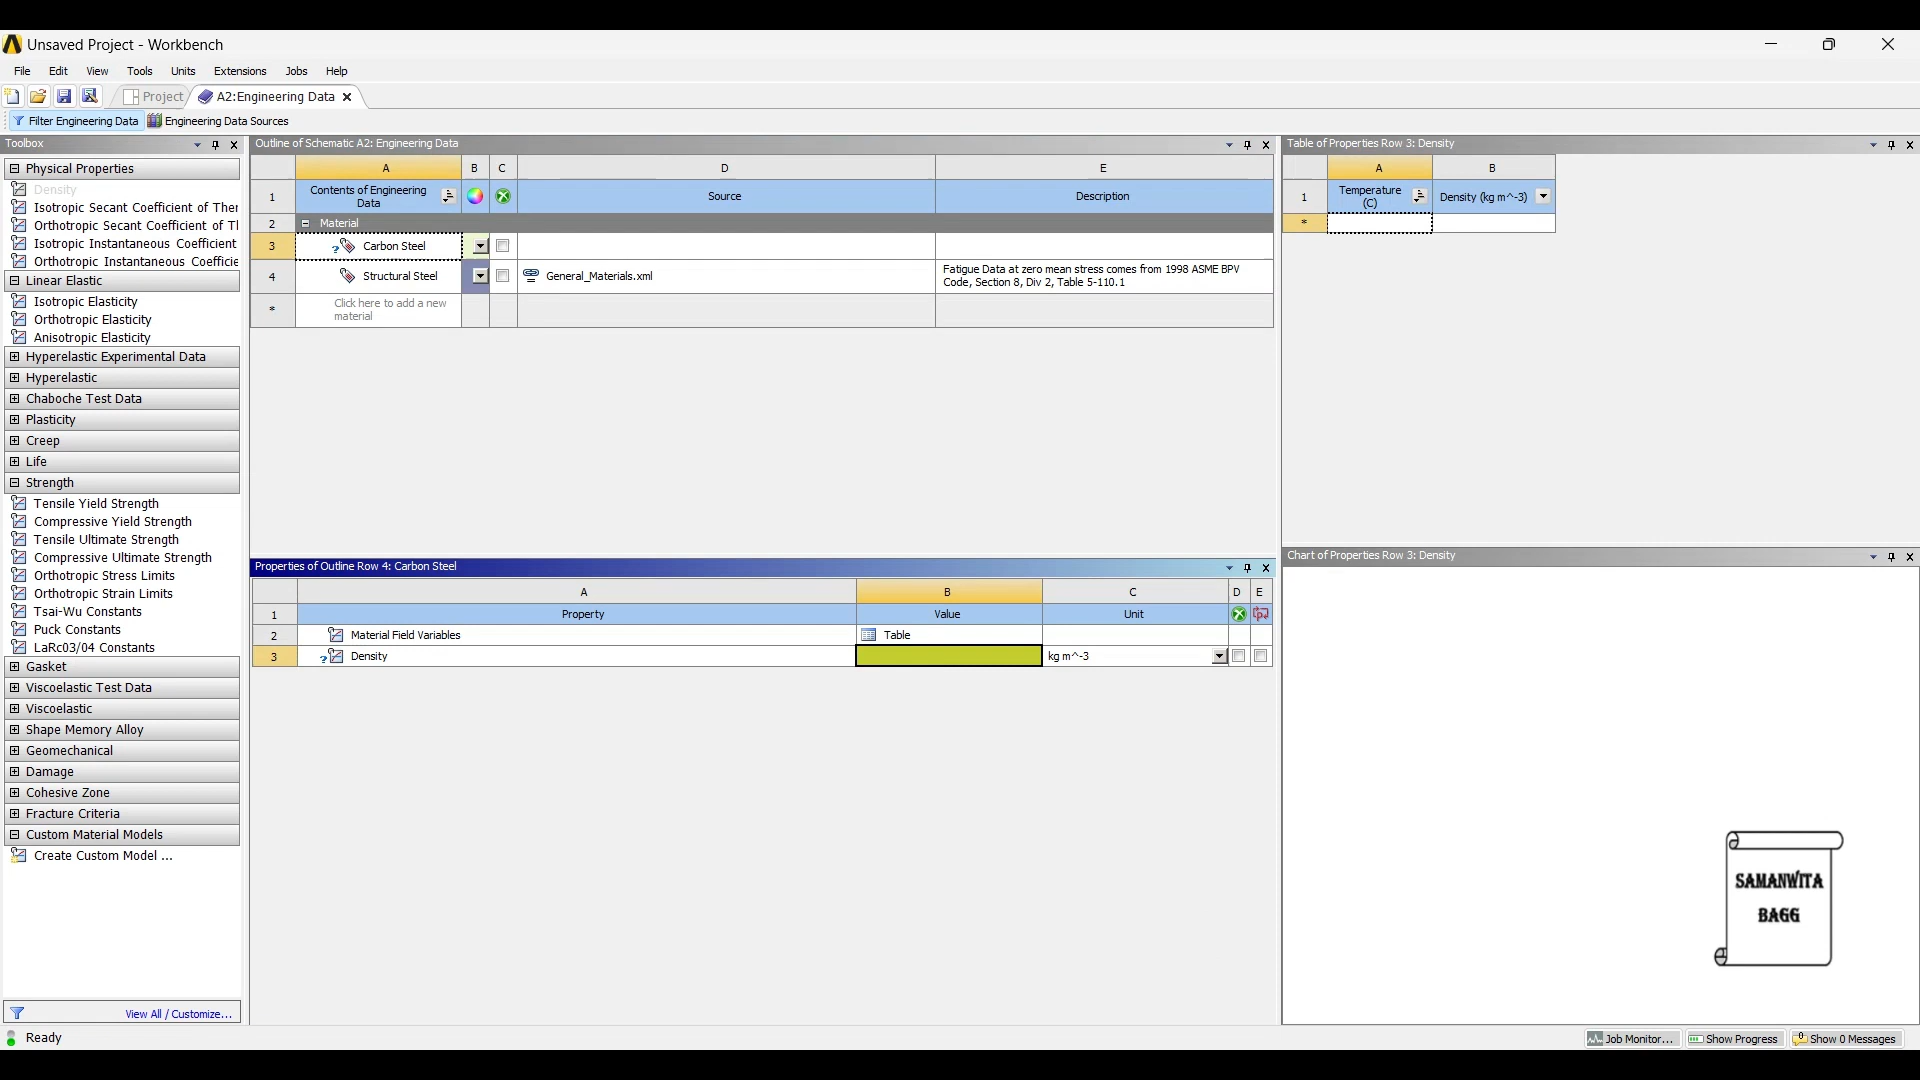 Unsaved Project - Workbench
File Edit View Tools Units Extensions Jobs Help
Project A2:Engineering Data
Filter Engineering Data Engineering Data Sources
Toolbox
Physical Properties
Density
Isotropic Secant Coefficient of Ther
Orthotropic Secant Coefficient of Tl
Isotropic Instantaneous Coefficient
Orthotropic Instantaneous Coefficie
Linear Elastic
Isotropic Elasticity
Orthotropic Elasticity
Anisotropic Elasticity
Hyperelastic Experimental Data
Hyperelastic
Chaboche Test Data
Plasticity
Creep
Life
Strength
Tensile Yield Strength
Compressive Yield Strength
Tensile Ultimate Strength
Compressive Ultimate Strength
Orthotropic Stress Limits
Orthotropic Strain Limits
Tsai-Wu Constants
Puck Constants
LaRc03/04 Constants
Gasket
Viscoelastic Test Data
Viscoelastic
Shape Memory Alloy
Geomechanical
Damage
Cohesive Zone
Fracture Criteria
Custom Material Models
Create Custom Model ...
View All / Customize...
Outline of Schematic A2: Engineering Data
A B C D E
1 Contents of Engineering Data Source Description
2 Material
3 ? Carbon Steel
4 Structural Steel General_Materials.xml Fatigue Data at zero mean stress comes from 1998 ASME BPV
Code, Section 8, Div 2, Table 5-110.1
* Click here to add a new
material
Properties of Outline Row 4: Carbon Steel
A B C D E
1 Property Value Unit
2 Material Field Variables Table
3 ? Density kg m^-3
Table of Properties Row 3: Density
A B
1 Temperature (C) Density (kg m^-3)
*
Chart of Properties Row 3: Density
SAMANWITA
BAGG
Ready
Job Monitor... Show Progress Show 0 Messages